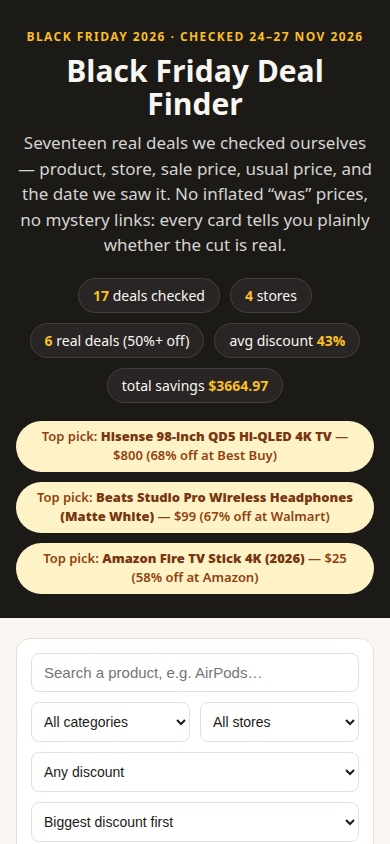 BLACK FRIDAY 2026 · CHECKED 24–27 NOV 2026
Black Friday Deal
Finder
Seventeen real deals we checked ourselves
— product, store, sale price, usual price, and
the date we saw it. No inflated “was” prices,
no mystery links: every card tells you plainly
whether the cut is real.
17 deals checked
4 stores
6 real deals (50%+ off)
avg discount 43%
total savings $3664.97
Top pick: Hisense 98-Inch QD5 Hi-QLED 4K TV —
$800 (68% off at Best Buy)
Top pick: Beats Studio Pro Wireless Headphones
(Matte White) — $99 (67% off at Walmart)
Top pick: Amazon Fire TV Stick 4K (2026) — $25
(58% off at Amazon)
Search a product, e.g. AirPods…
All categories
All stores
Any discount
Biggest discount first